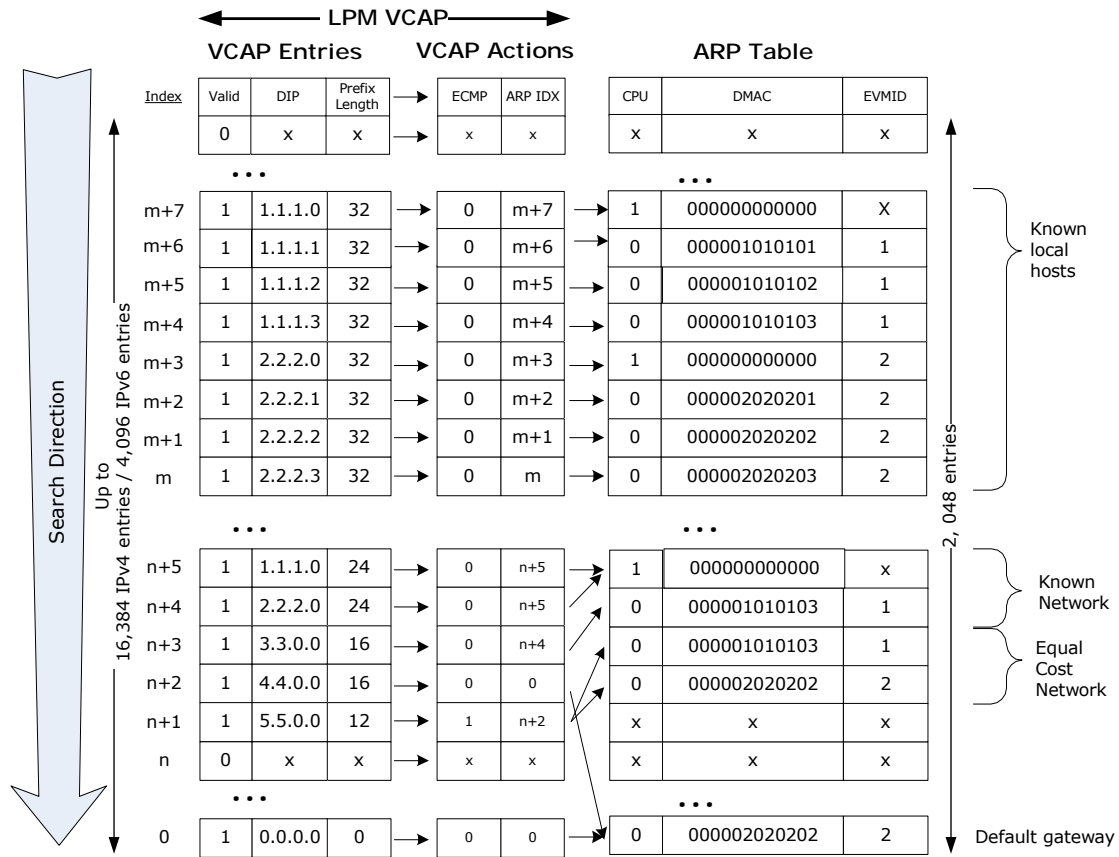 LPM VCAP
VCAP Entries VCAP Actions ARP Table
Index Valid DIP Prefix Length ECMP ARP IDX CPU DMAC EVMID
0 x x x x x x x
... ...
m+7 1 1.1.1.0 32 0 m+7 1 000000000000 X
m+6 1 1.1.1.1 32 0 m+6 0 000001010101 1
m+5 1 1.1.1.2 32 0 m+5 0 000001010102 1
m+4 1 1.1.1.3 32 0 m+4 0 000001010103 1
m+3 1 2.2.2.0 32 0 m+3 1 000000000000 2
m+2 1 2.2.2.1 32 0 m+2 0 000002020201 2
m+1 1 2.2.2.2 32 0 m+1 0 000002020202 2
m 1 2.2.2.3 32 0 m 0 000002020203 2
Known
local
hosts
... ...
n+5 1 1.1.1.0 24 0 n+5 1 000000000000 x
n+4 1 2.2.2.0 24 0 n+5 0 000001010103 1
n+3 1 3.3.0.0 16 0 n+4 0 000001010103 1
n+2 1 4.4.0.0 16 0 0 0 000002020202 2
n+1 1 5.5.0.0 12 1 n+2 x x x
n 0 x x x x x x x
Known
Network
Equal
Cost
Network
... ...
0 1 0.0.0.0 0 0 0 0 000002020202 2 Default gateway
Search Direction
Up to
16,384 IPv4 entries / 4,096 IPv6 entries
2, 048 entries